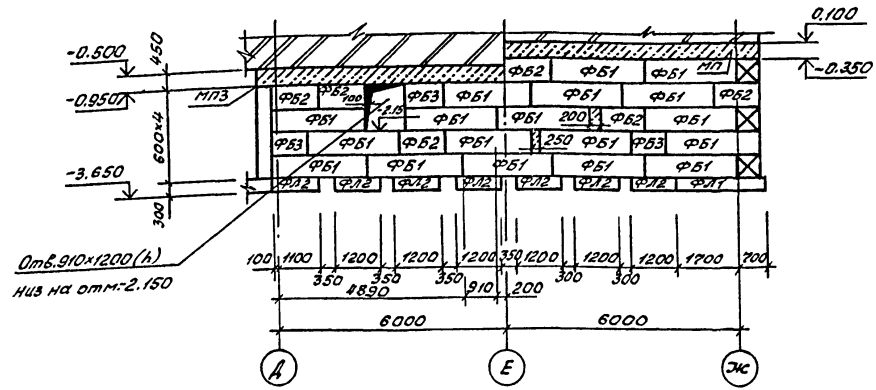 0.100
-0.500
450
ФБ2 ФБ1 ФБ1 МП
-0.350
-0.950
МП3
ФБ2 ФБ2 100 ФБ3 ФБ1 ФБ1 ФБ1 ФБ2
ФБ1 -2.15 ФБ1 ФБ1 200 ФБ2 ФБ1
600×4
ФБ3 ФБ1 ФБ2 ФБ1 250 ФБ1 ФБ3 ФБ1
ФБ1 ФБ1 ФБ1 ФБ1 ФБ1
-3.650
ФЛ2 ФЛ2 ФЛ2 ФЛ2 ФЛ2 ФЛ2 ФЛ2 ФЛ1
300
Отв. 910×1200 (h)
низ на отм.-2.150
100 1100 1200 1200 1200 350 1200 1200 1200 1700 700
350 350 350 300 300
4890 910 200
6000 6000
Д Е Ж